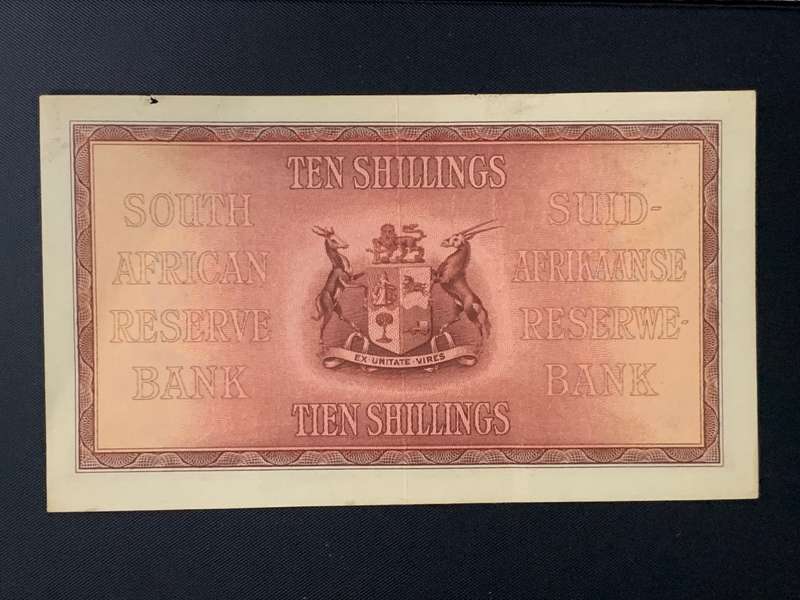 TEN SHILLINGS
SOUTH
AFRICAN
RESERVE
BANK
SUID-
AFRIKAANSE
RESERWE-
BANK
EX·UNITATE·VIRES
TIEN SHILLINGS